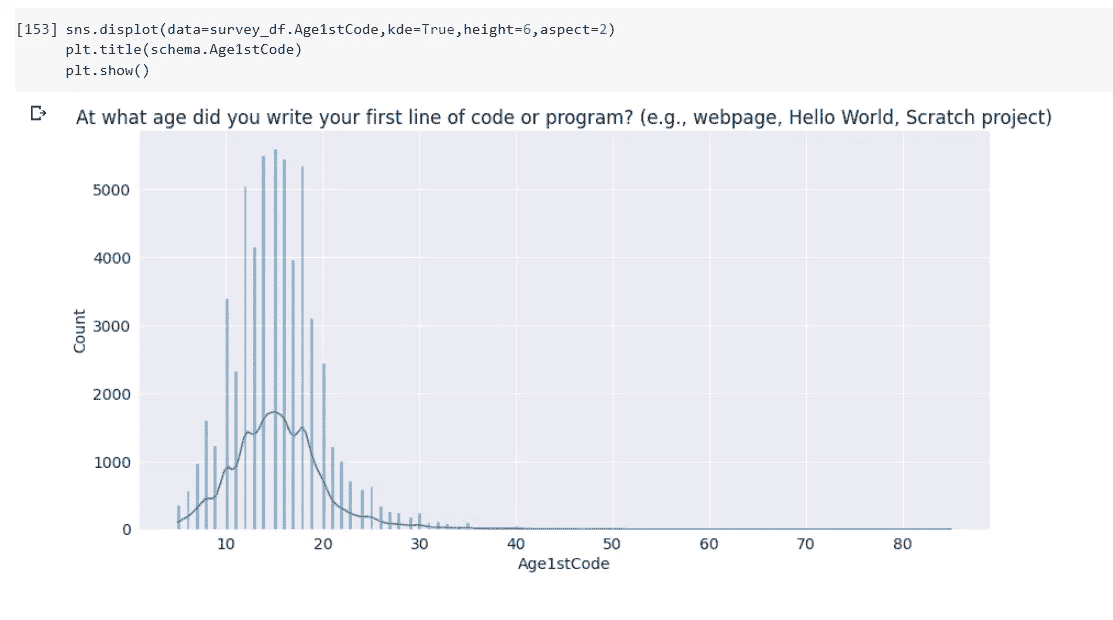 [153] sns.displot(data=survey_df.Age1stCode,kde=True,height=6,aspect=2)
plt.title(schema.Age1stCode)
plt.show()
At what age did you write your first line of code or program? (e.g., webpage, Hello World, Scratch project)
5000
4000
3000
2000
1000
0
Count
10 20 30 40 50 60 70 80
Age1stCode